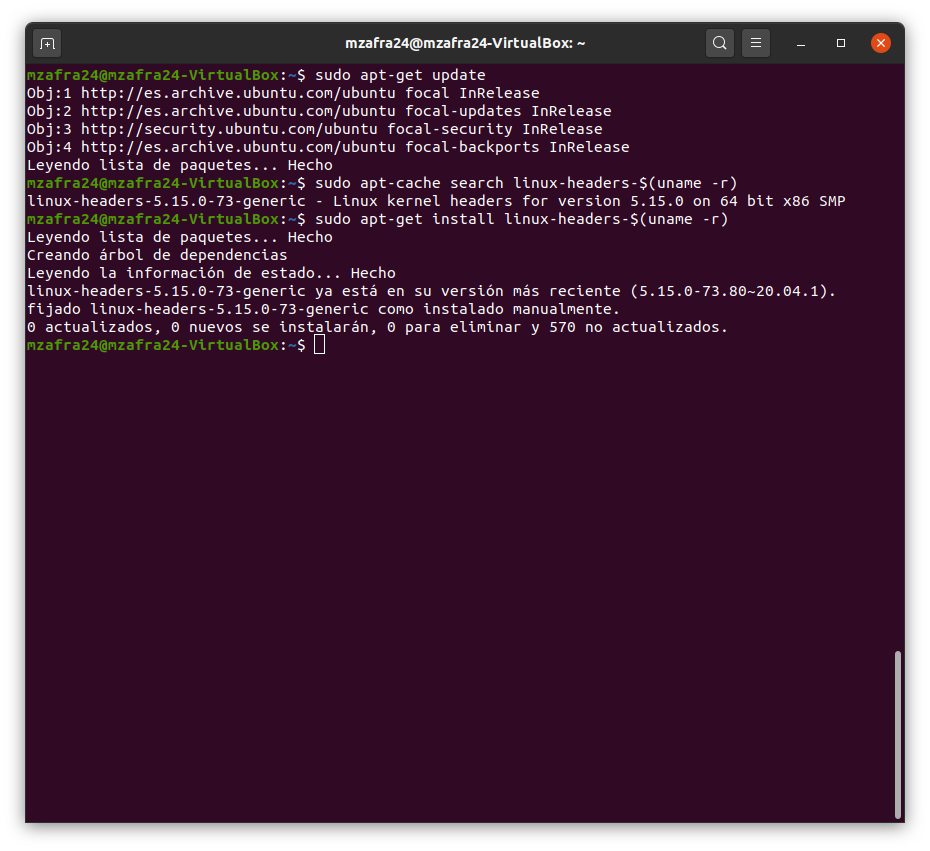 mzafra24@mzafra24-VirtualBox: ~
mzafra24@mzafra24-VirtualBox:~$ sudo apt-get update
Obj:1 http://es.archive.ubuntu.com/ubuntu focal InRelease
Obj:2 http://es.archive.ubuntu.com/ubuntu focal-updates InRelease
Obj:3 http://security.ubuntu.com/ubuntu focal-security InRelease
Obj:4 http://es.archive.ubuntu.com/ubuntu focal-backports InRelease
Leyendo lista de paquetes... Hecho
mzafra24@mzafra24-VirtualBox:~$ sudo apt-cache search linux-headers-$(uname -r)
linux-headers-5.15.0-73-generic - Linux kernel headers for version 5.15.0 on 64 bit x86 SMP
mzafra24@mzafra24-VirtualBox:~$ sudo apt-get install linux-headers-$(uname -r)
Leyendo lista de paquetes... Hecho
Creando árbol de dependencias
Leyendo la información de estado... Hecho
linux-headers-5.15.0-73-generic ya está en su versión más reciente (5.15.0-73.80~20.04.1).
fijado linux-headers-5.15.0-73-generic como instalado manualmente.
0 actualizados, 0 nuevos se instalarán, 0 para eliminar y 570 no actualizados.
mzafra24@mzafra24-VirtualBox:~$